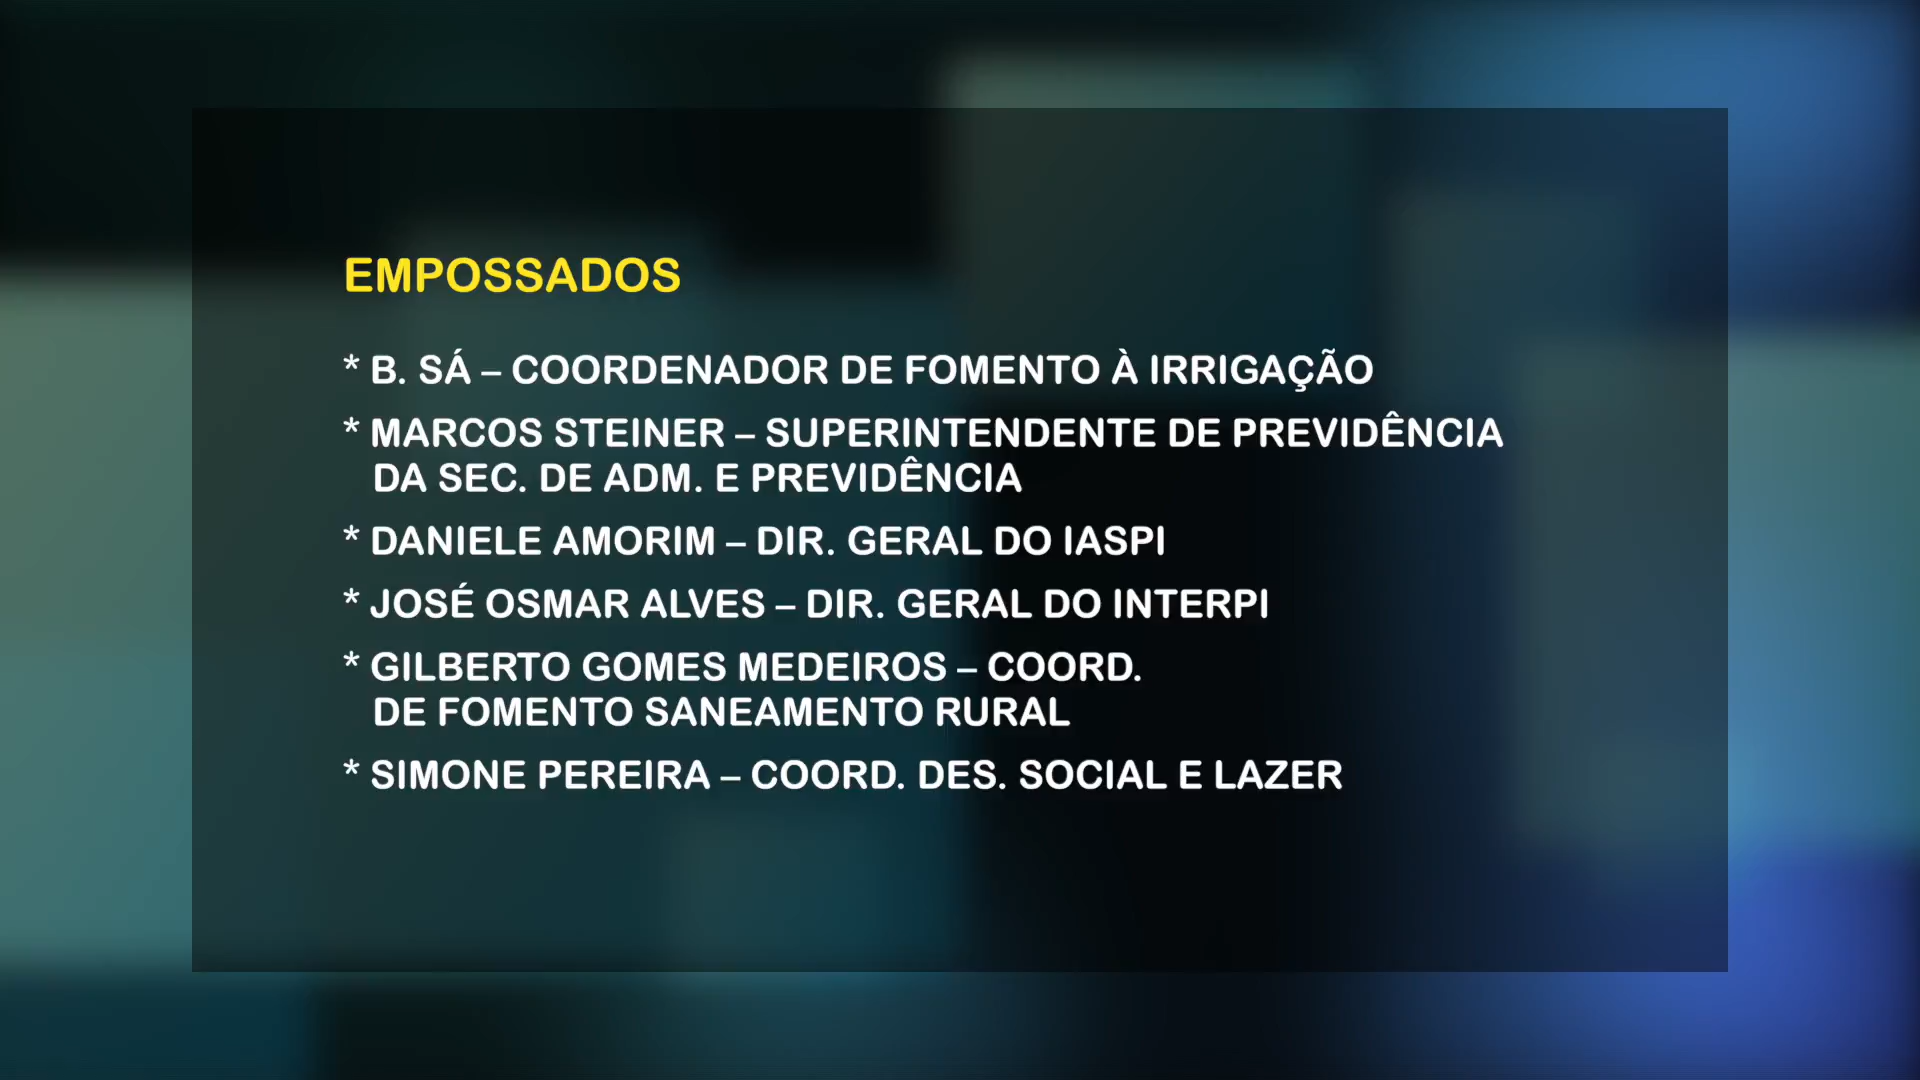 EMPOSSADOS
* B. SÁ – COORDENADOR DE FOMENTO À IRRIGAÇÃO
* MARCOS STEINER – SUPERINTENDENTE DE PREVIDÊNCIA
DA SEC. DE ADM. E PREVIDÊNCIA
* DANIELE AMORIM – DIR. GERAL DO IASPI
* JOSÉ OSMAR ALVES – DIR. GERAL DO INTERPI
* GILBERTO GOMES MEDEIROS – COORD.
DE FOMENTO SANEAMENTO RURAL
* SIMONE PEREIRA – COORD. DES. SOCIAL E LAZER